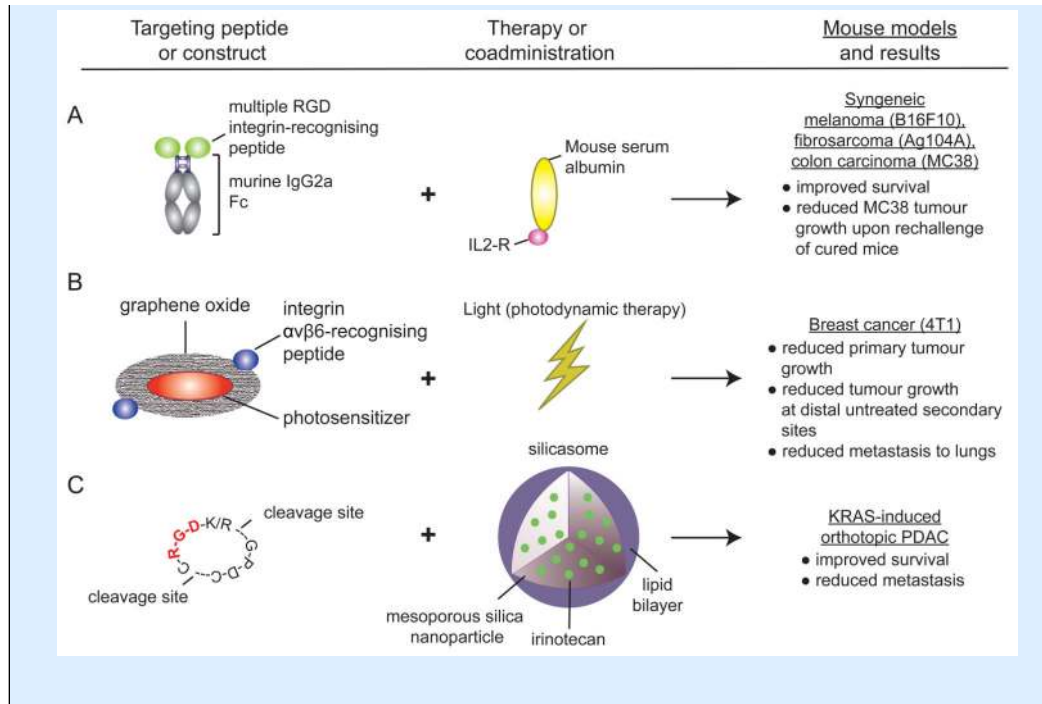 Targeting peptide
or construct
Therapy or
coadministration
Mouse models
and results
A
multiple RGD
integrin-recognising
peptide
murine IgG2a
Fc
+
Mouse serum
albumin
IL2-R
Syngeneic
melanoma (B16F10),
fibrosarcoma (Ag104A),
colon carcinoma (MC38)
● improved survival
● reduced MC38 tumour
growth upon rechallenge
of cured mice
B
graphene oxide
integrin
αvβ6-recognising
peptide
photosensitizer
+
Light (photodynamic therapy)
Breast cancer (4T1)
● reduced primary tumour
growth
● reduced tumour growth
at distal untreated secondary
sites
● reduced metastasis to lungs
C
cleavage site
C-R-G-D-K/R
G-P-D-C-C
cleavage site
+
silicasome
lipid
bilayer
mesoporous silica
nanoparticle
irinotecan
KRAS-induced
orthotopic PDAC
● improved survival
● reduced metastasis